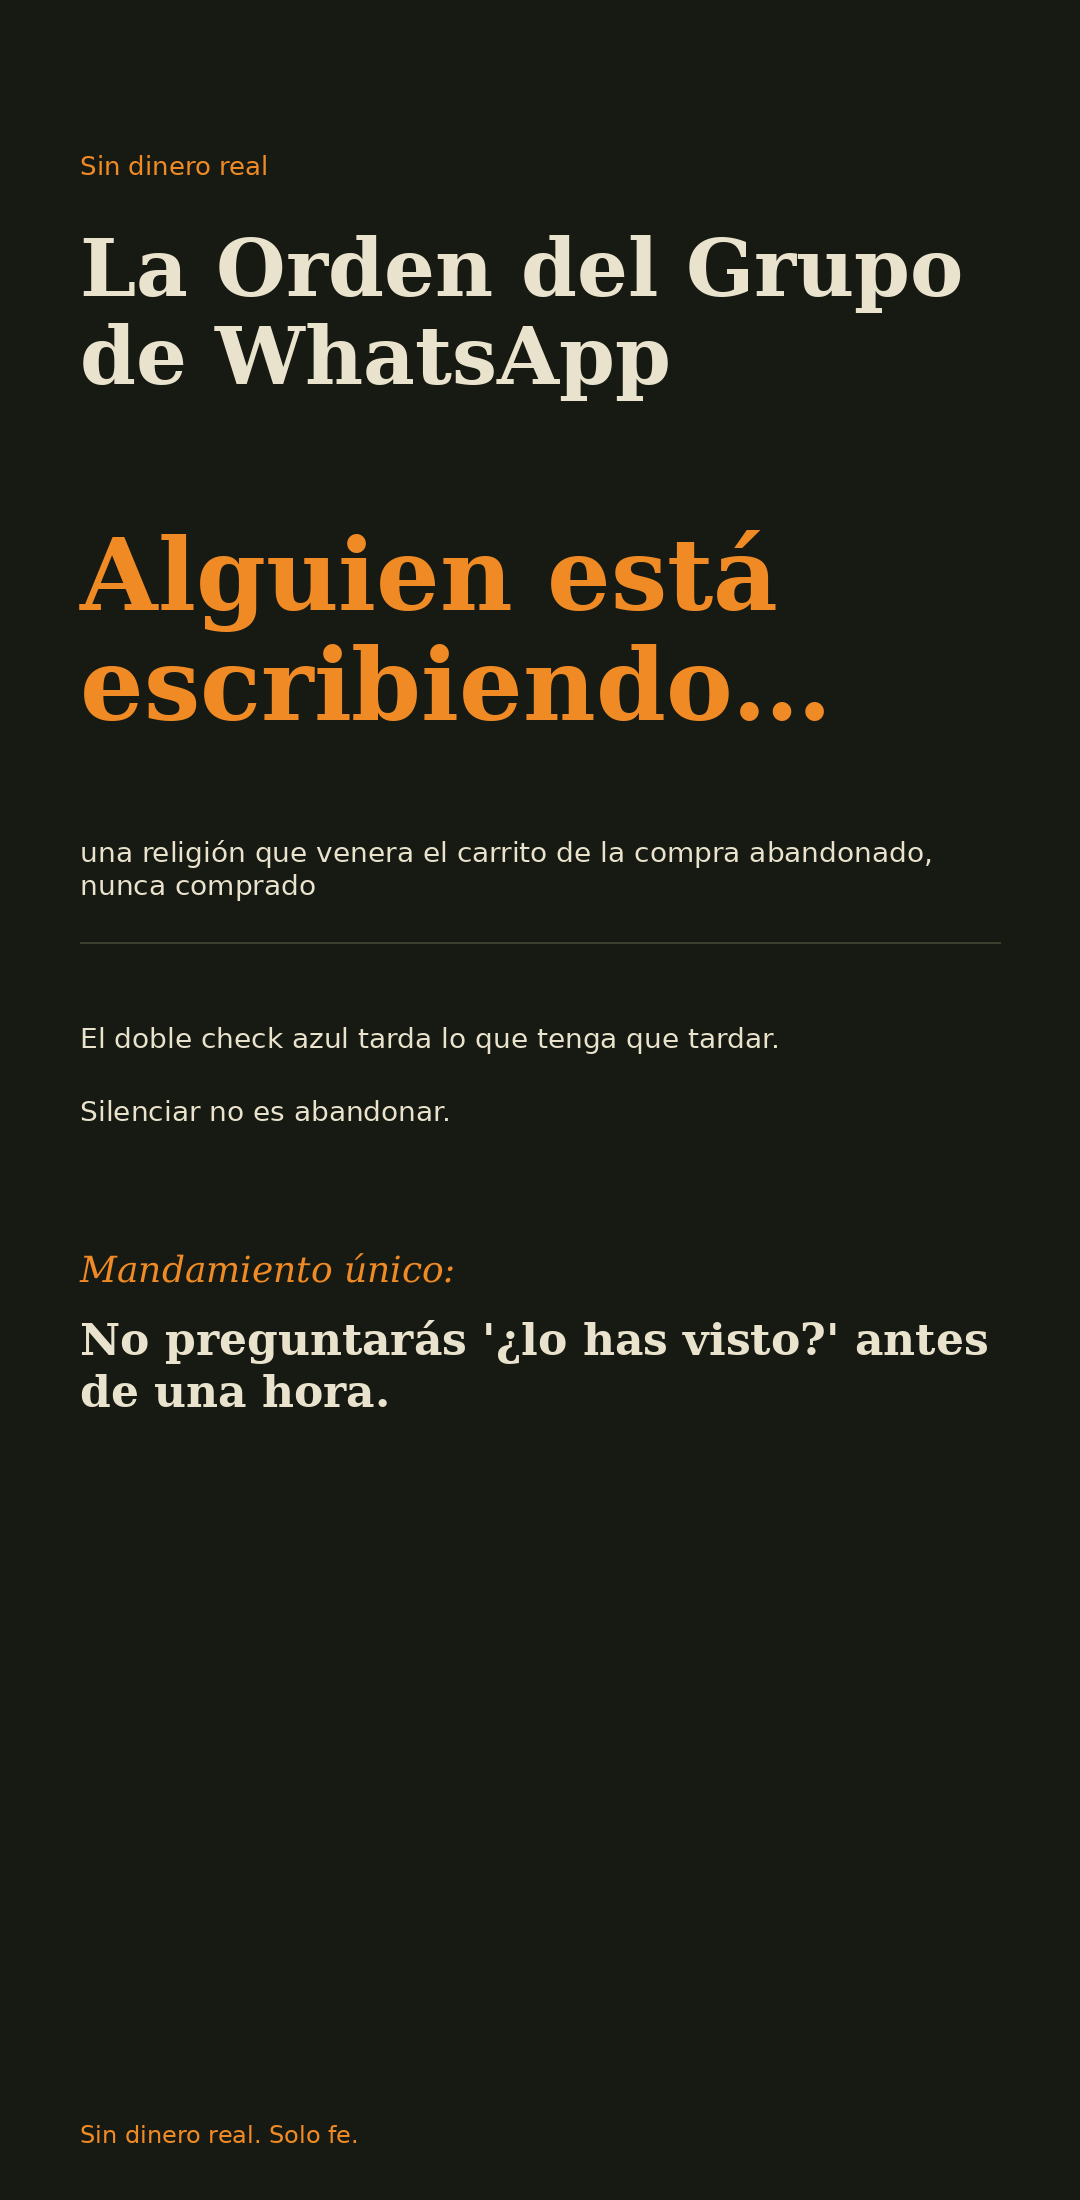 Sin dinero real
La Orden del Grupo
de WhatsApp
Alguien está
escribiendo…
una religión que venera el carrito de la compra abandonado,
nunca comprado
El doble check azul tarda lo que tenga que tardar.
Silenciar no es abandonar.
Mandamiento único:
No preguntarás '¿lo has visto?' antes
de una hora.
Sin dinero real. Solo fe.